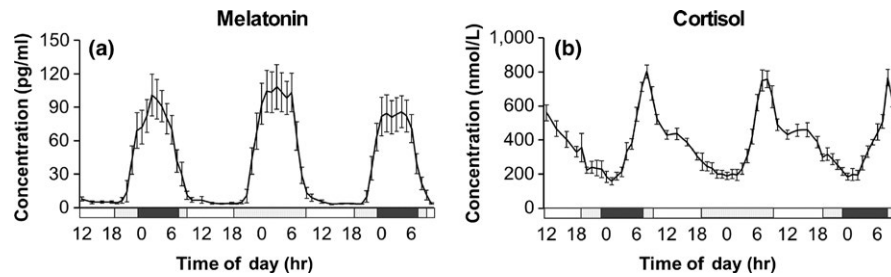 Melatonin
(a)
Concentration (pg/ml)
150
120
90
60
30
0
12 18 0 6 12 18 0 6 12 18 0 6
Time of day (hr)
Cortisol
(b)
Concentration (nmol/L)
1,000
800
600
400
200
0
12 18 0 6 12 18 0 6 12 18 0 6
Time of day (hr)